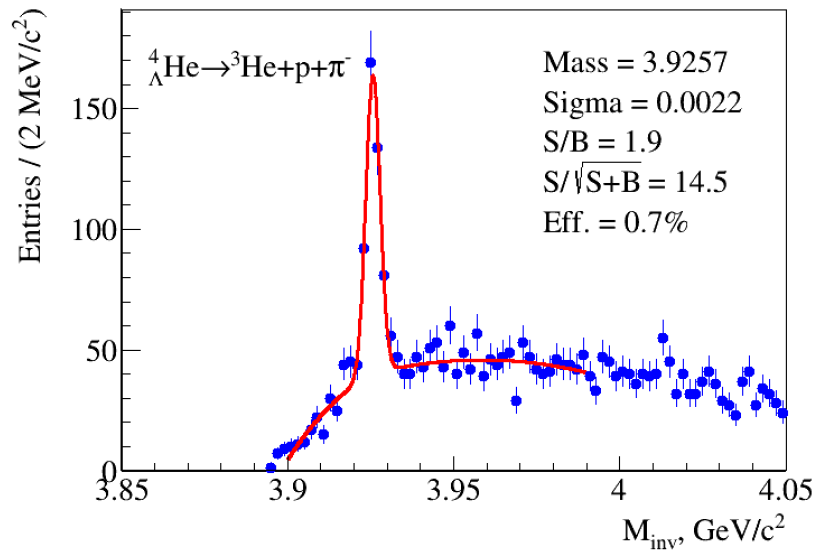 ⁴ΛHe→³He+p+π⁻
Mass = 3.9257
Sigma = 0.0022
S/B = 1.9
S/√S+B = 14.5
Eff. = 0.7%
Entries / (2 MeV/c²)
150
100
50
0
3.85 3.9 3.95 4 4.05
M_inv, GeV/c²